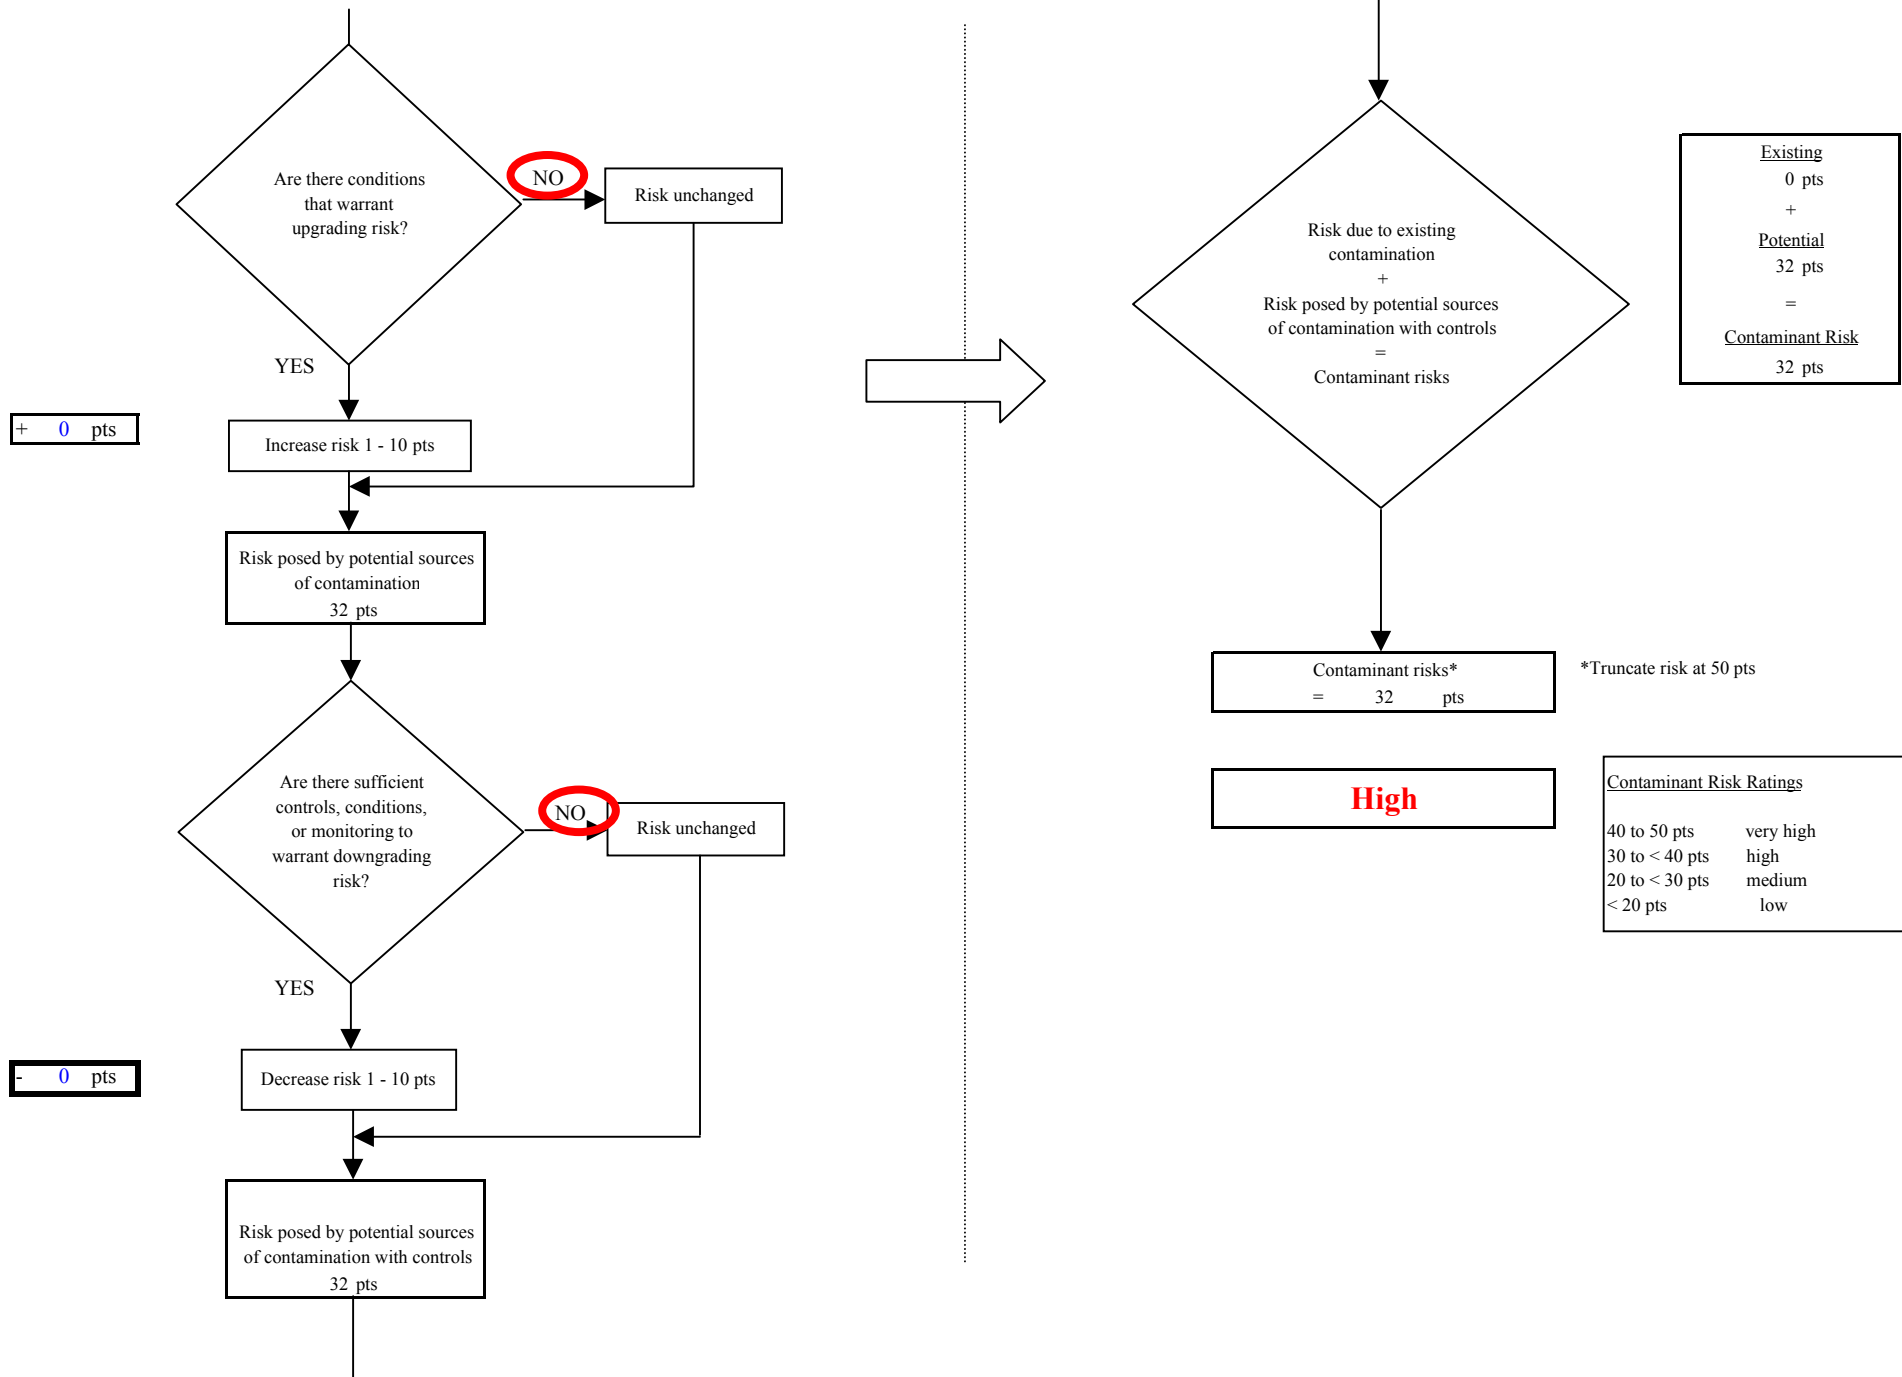 Are there conditions
that warrant
upgrading risk?
NO
Risk unchanged
YES
+ 0 pts
Increase risk 1 - 10 pts
Risk posed by potential sources
of contamination
32 pts
Are there sufficient
controls, conditions,
or monitoring to
warrant downgrading
risk?
NO
Risk unchanged
YES
- 0 pts
Decrease risk 1 - 10 pts
Risk posed by potential sources
of contamination with controls
32 pts
Risk due to existing
contamination
+
Risk posed by potential sources
of contamination with controls
=
Contaminant risks
Existing
0 pts
+
Potential
32 pts
=
Contaminant Risk
32 pts
Contaminant risks*
= 32 pts
*Truncate risk at 50 pts
High
Contaminant Risk Ratings
40 to 50 pts very high
30 to < 40 pts high
20 to < 30 pts medium
< 20 pts low